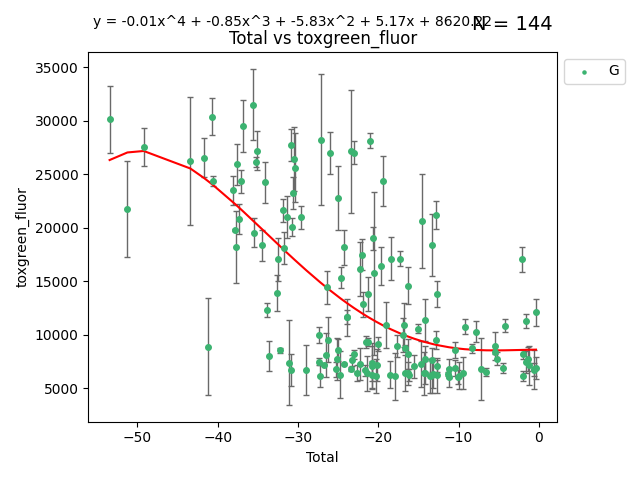 y = -0.01x^4 + -0.85x^3 + -5.83x^2 + 5.17x + 8620.22
N = 144
Total vs toxgreen_fluor
G
35000
30000
25000
20000
15000
10000
5000
toxgreen_fluor
−50 −40 −30 −20 −10 0
Total